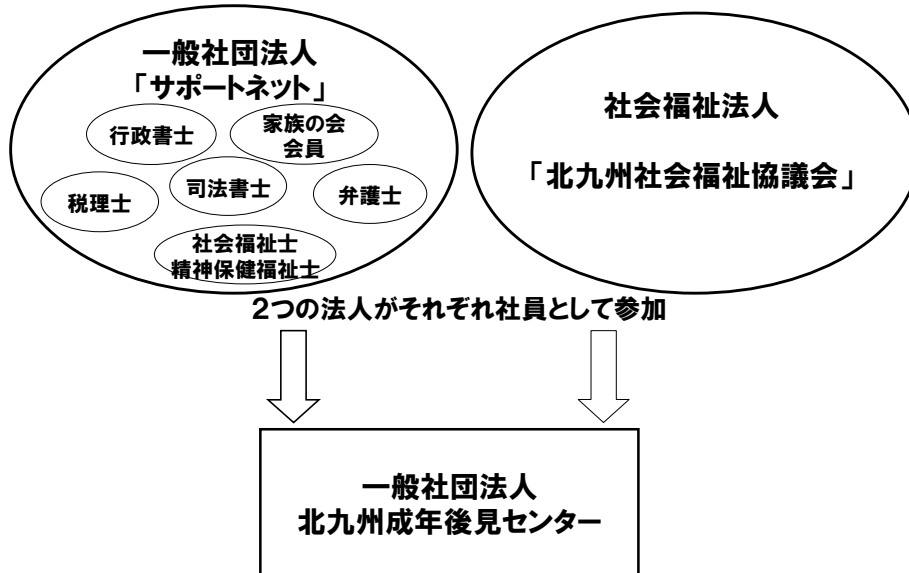 一般社団法人
「サポートネット」
行政書士
家族の会
会員
税理士
司法書士
弁護士
社会福祉士
精神保健福祉士
社会福祉法人
「北九州社会福祉協議会」
２つの法人がそれぞれ社員として参加
一般社団法人
北九州成年後見センター